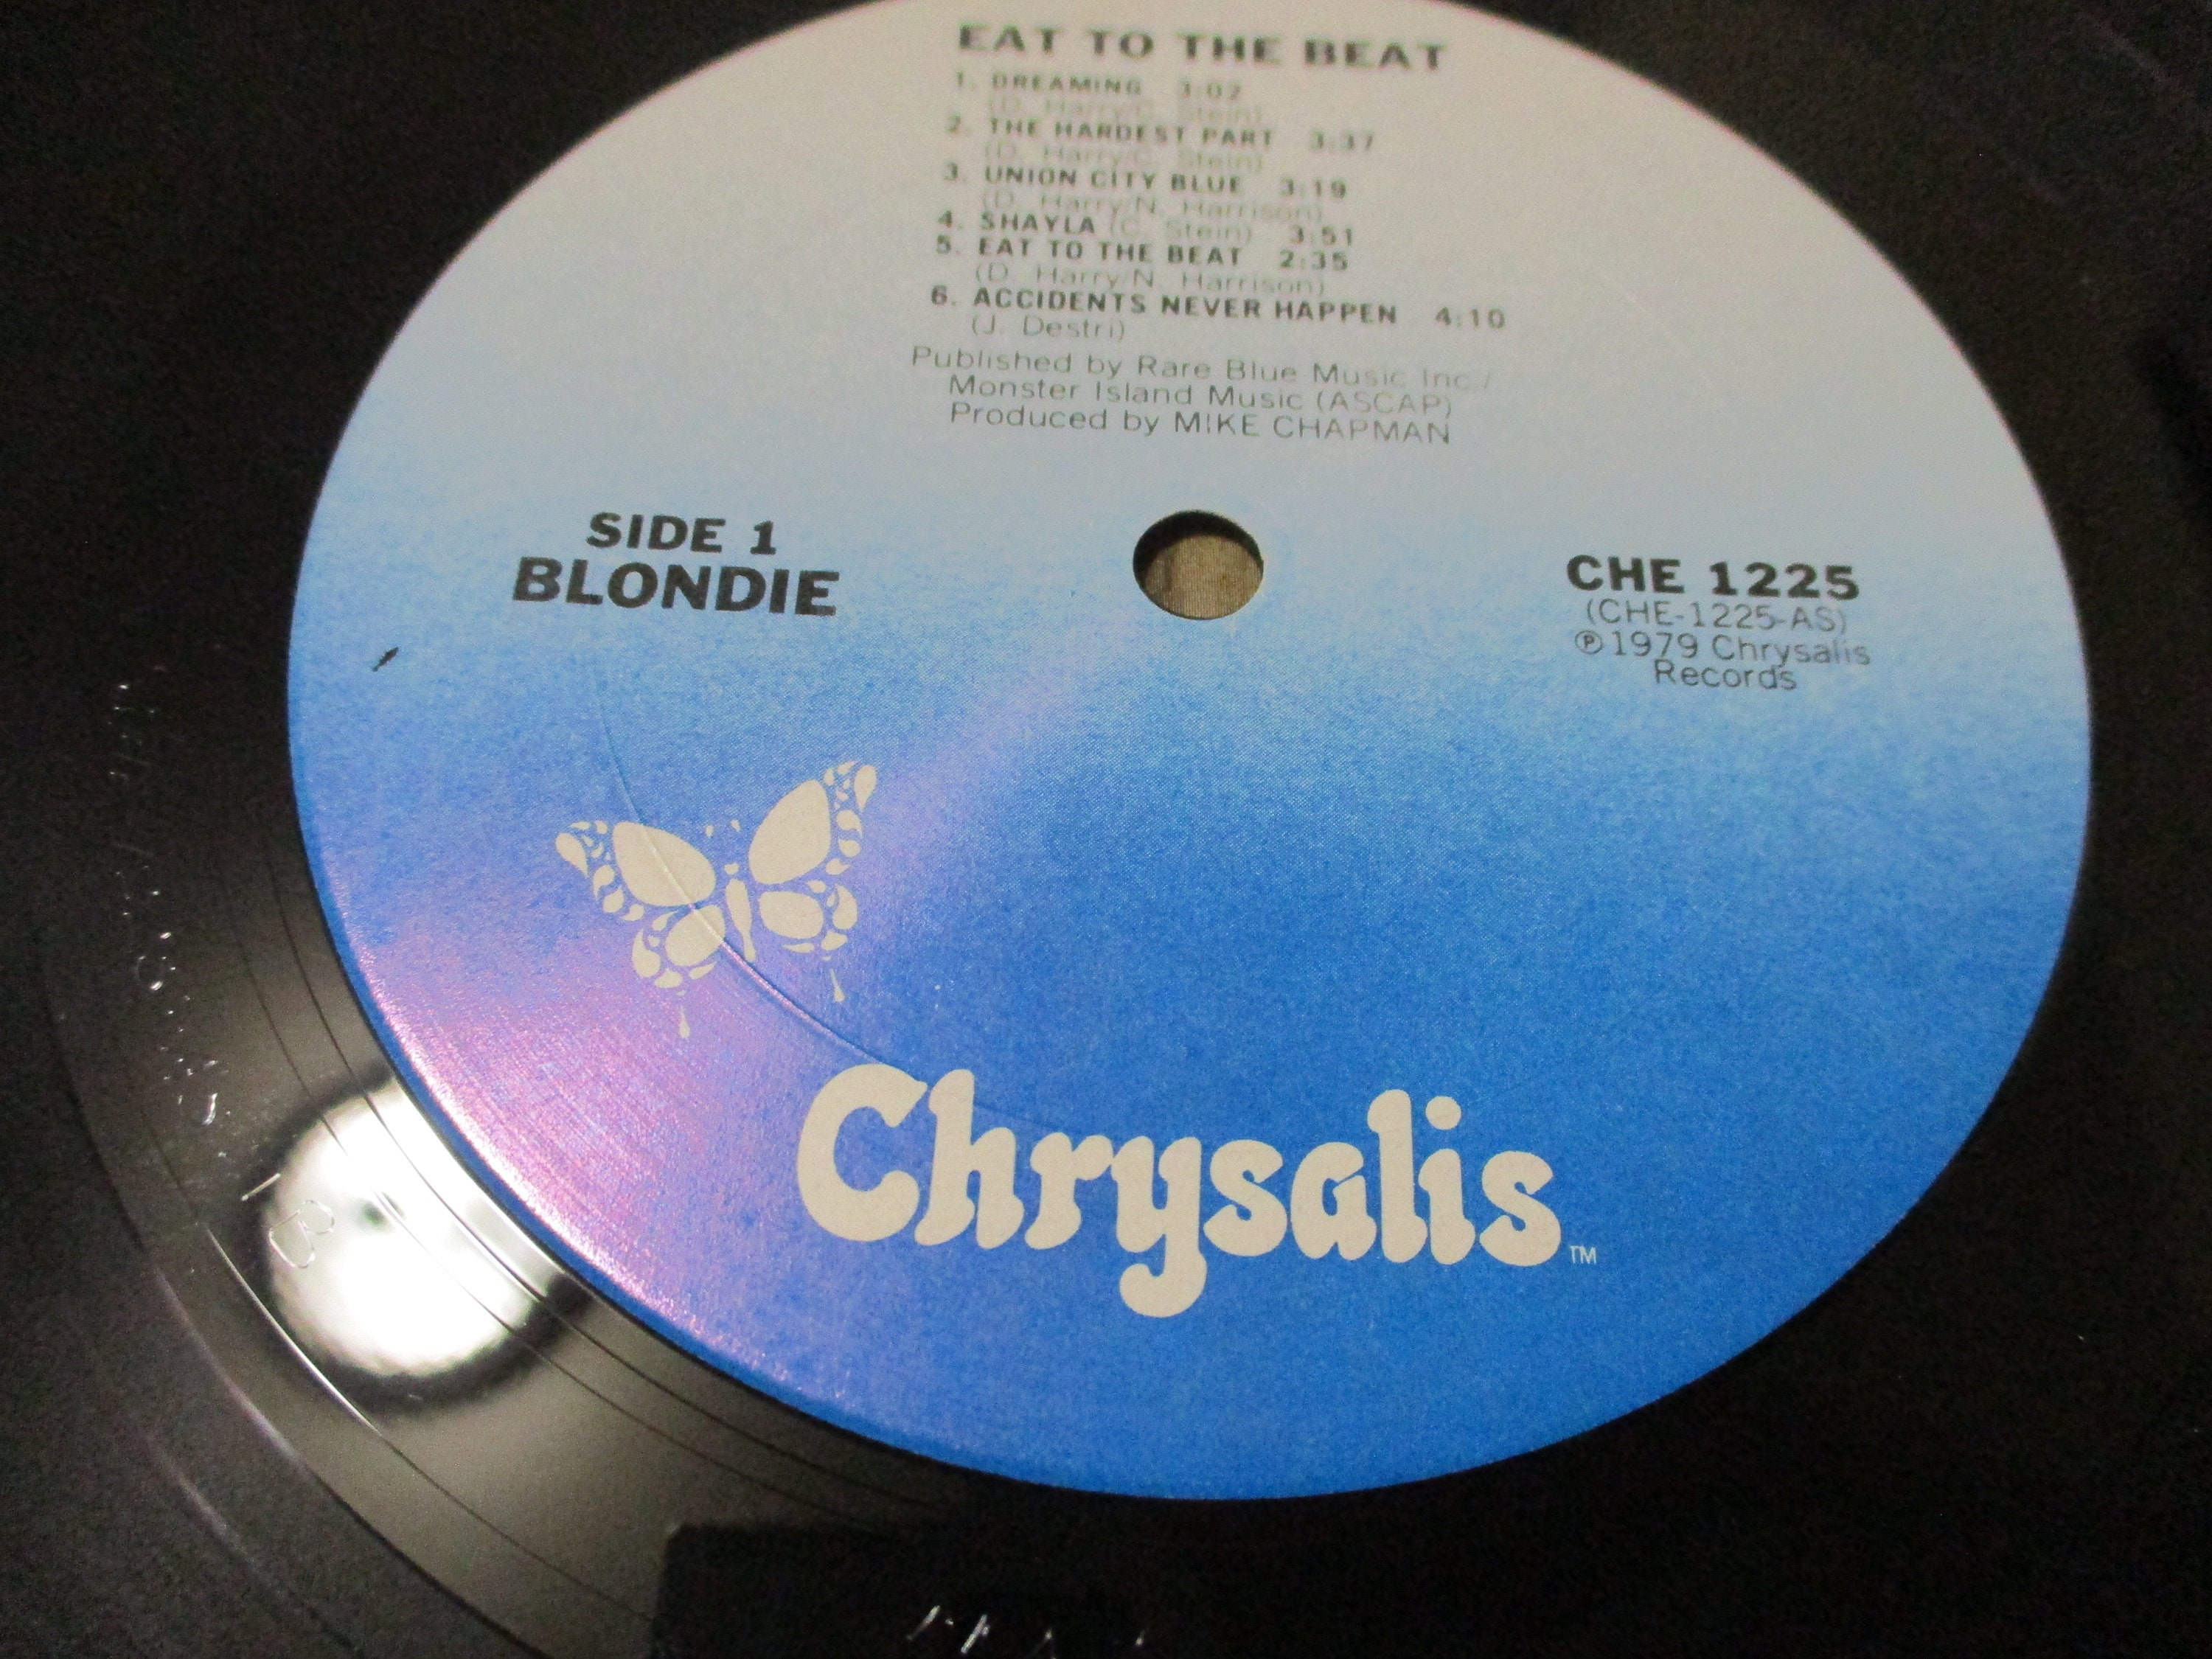 EAT TO THE BEAT
1. DREAMING 3:02
(D. Harry/C. Stein)
2. THE HARDEST PART 3:37
(D. Harry/C. Stein)
3. UNION CITY BLUE 3:19
(D. Harry/N. Harrison)
4. SHAYLA (C. Stein) 3:51
5. EAT TO THE BEAT 2:35
(D. Harry/N. Harrison)
6. ACCIDENTS NEVER HAPPEN 4:10
(J. Destri)
Published by Rare Blue Music Inc./
Monster Island Music (ASCAP)
Produced by MIKE CHAPMAN
SIDE 1
BLONDIE
CHE 1225
(CHE-1225-AS)
Ⓟ1979 Chrysalis
Records
Chrysalis™